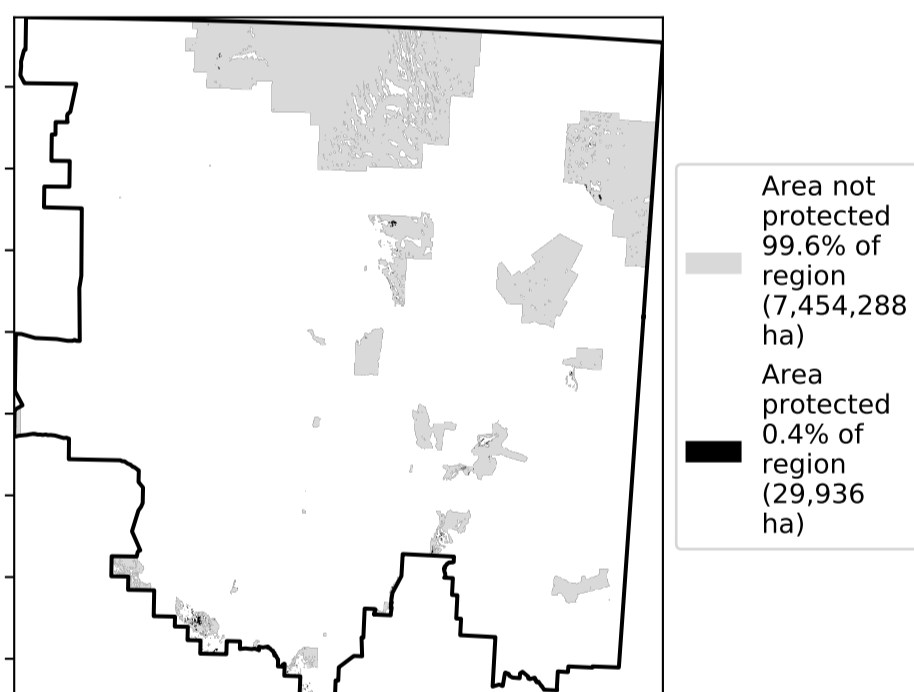 Area not
protected
99.6% of
region
(7,454,288
ha)
Area
protected
0.4% of
region
(29,936
ha)